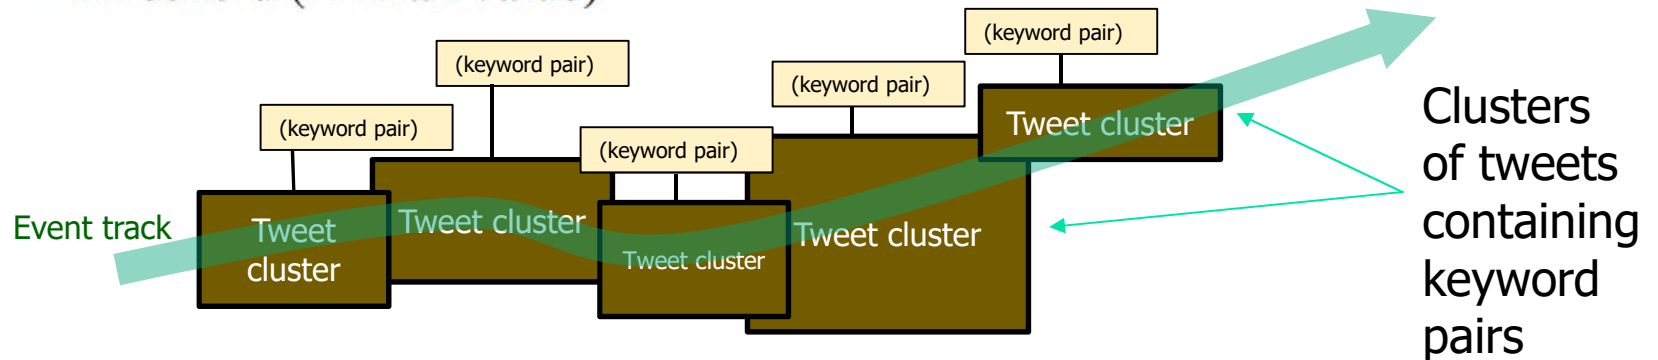 (keyword pair)
(keyword pair)
(keyword pair)
(keyword pair)
(keyword pair)
Tweet cluster
Event track
Tweet
cluster
Tweet cluster
Tweet cluster
Tweet cluster
Clusters
of tweets
containing
keyword
pairs